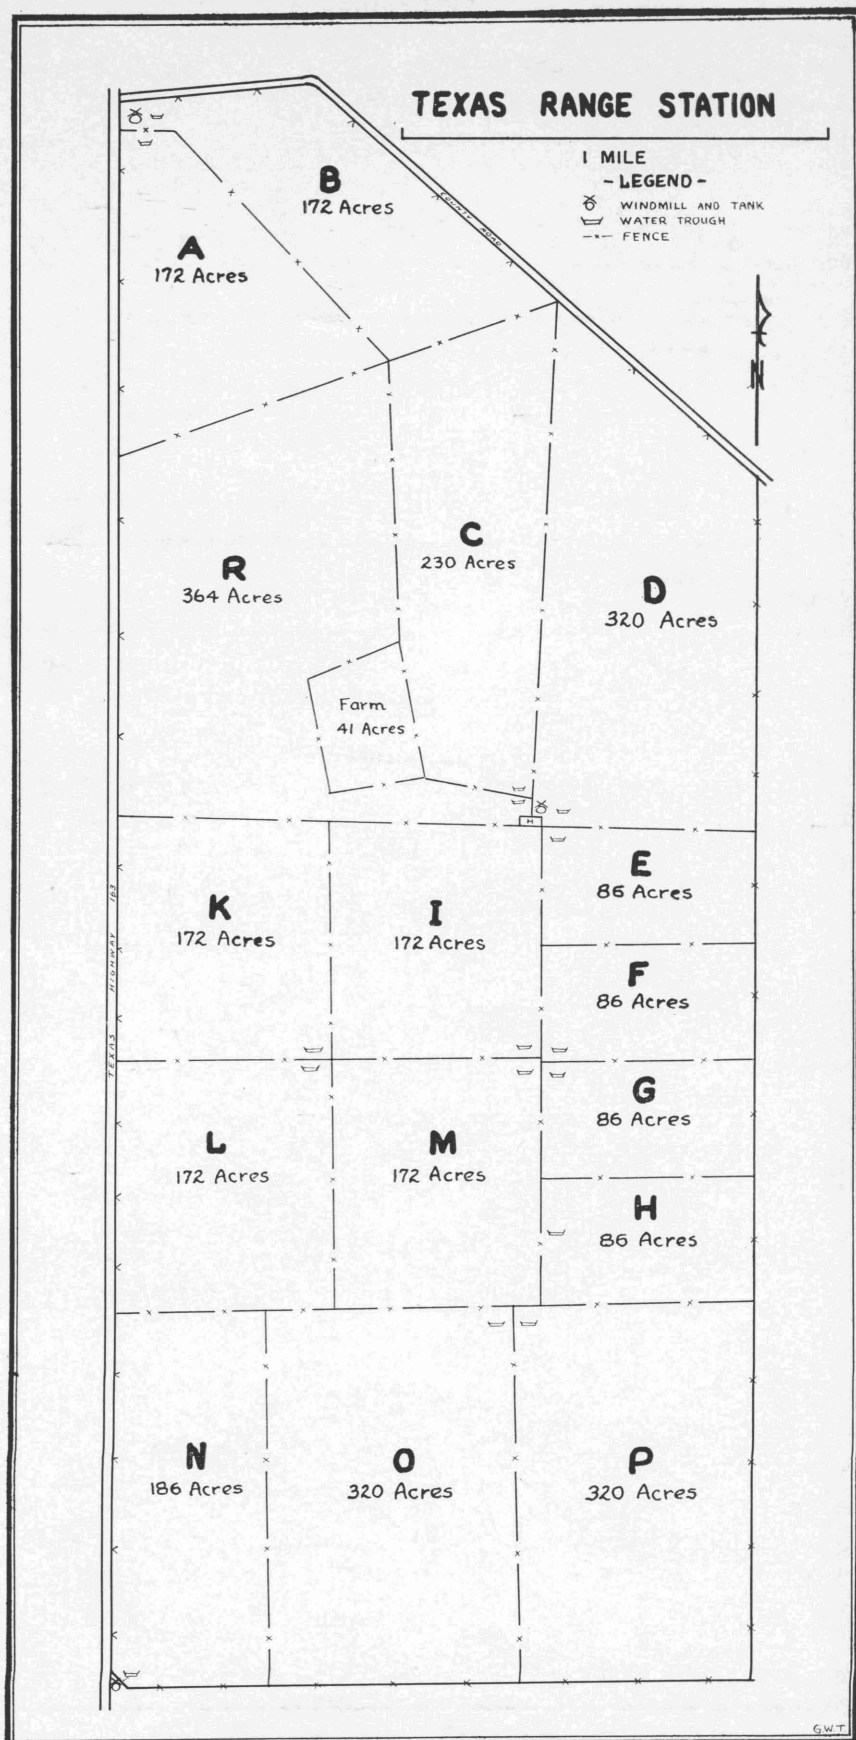 TEXAS RANGE STATION
1 MILE
- LEGEND -
WINDMILL AND TANK
WATER TROUGH
FENCE
N
COUNTY ROAD
B
172 Acres
A
172 Acres
R
364 Acres
C
230 Acres
D
320 Acres
Farm
41 Acres
H
TEXAS HIGHWAY 163
K
172 Acres
I
172 Acres
E
86 Acres
F
86 Acres
G
86 Acres
L
172 Acres
M
172 Acres
H
86 Acres
N
186 Acres
O
320 Acres
P
320 Acres
G.W.T.